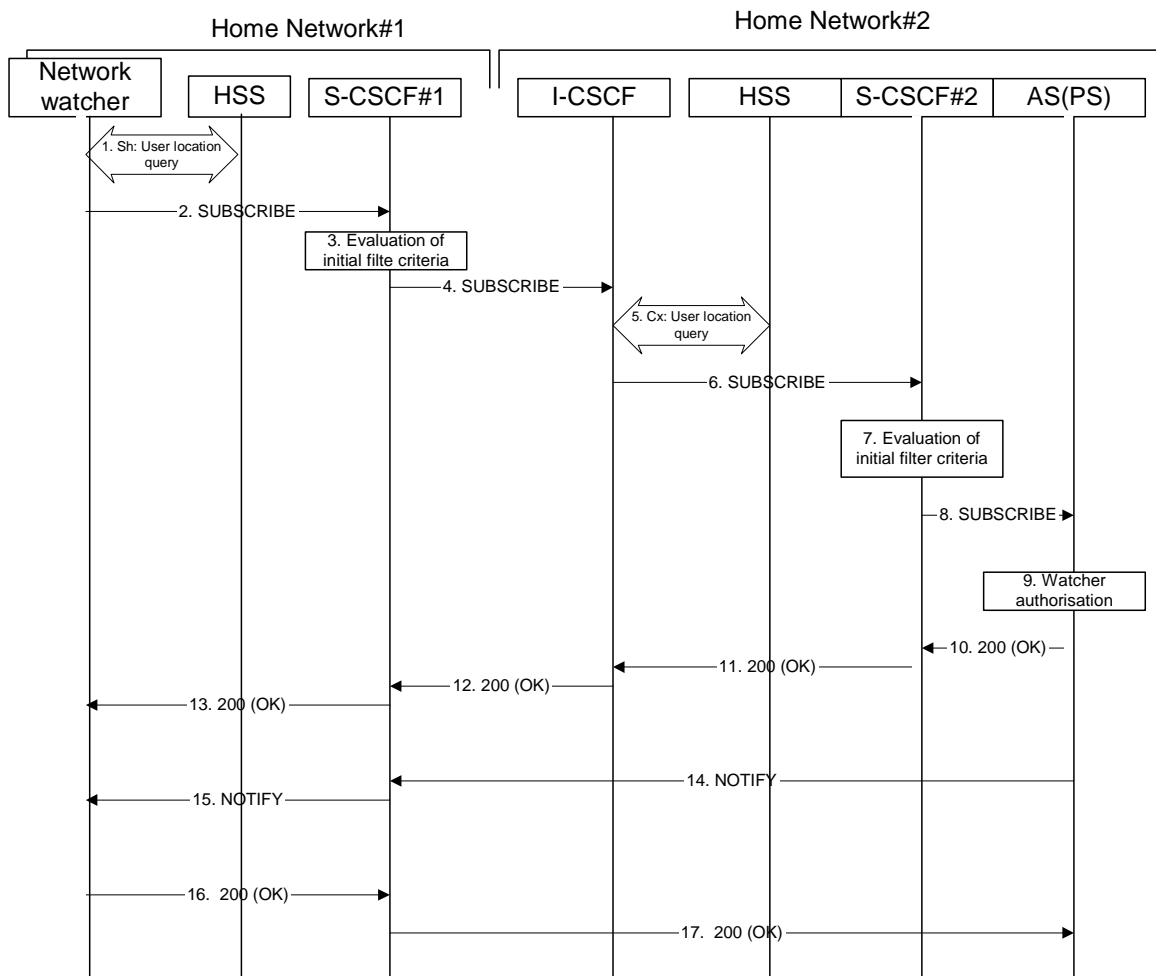 Home Network#1
Home Network#2
Network
watcher
HSS
S-CSCF#1
I-CSCF
HSS
S-CSCF#2
AS(PS)
1. Sh: User location
query
2. SUBSCRIBE
3. Evaluation of
initial filte criteria
4. SUBSCRIBE
5. Cx: User location
query
6. SUBSCRIBE
7. Evaluation of
initial filter criteria
8. SUBSCRIBE
9. Watcher
authorisation
10. 200 (OK)
11. 200 (OK)
12. 200 (OK)
13. 200 (OK)
14. NOTIFY
15. NOTIFY
16. 200 (OK)
17. 200 (OK)